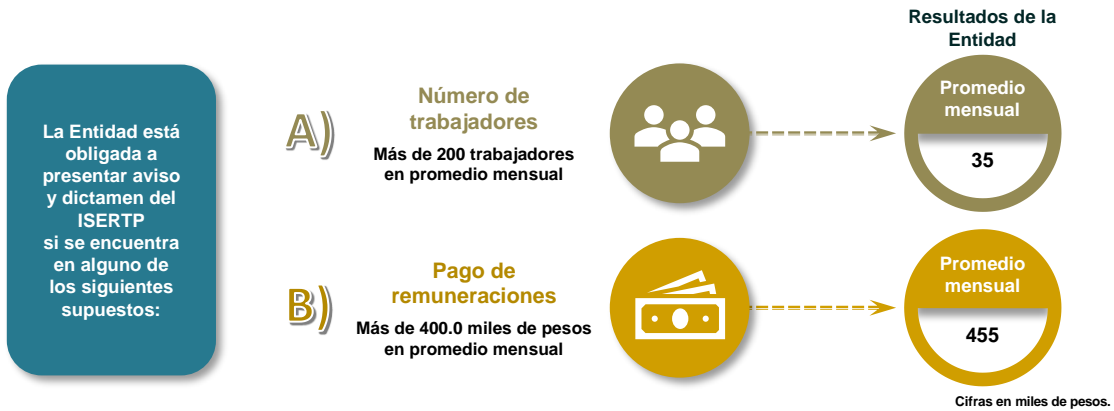 Resultados de la
Entidad
La Entidad está
obligada a
presentar aviso
y dictamen del
ISERTP
si se encuentra
en alguno de
los siguientes
supuestos:
A)
Número de
trabajadores
Más de 200 trabajadores
en promedio mensual
Promedio
mensual
35
B)
Pago de
remuneraciones
Más de 400.0 miles de pesos
en promedio mensual
Promedio
mensual
455
Cifras en miles de pesos.